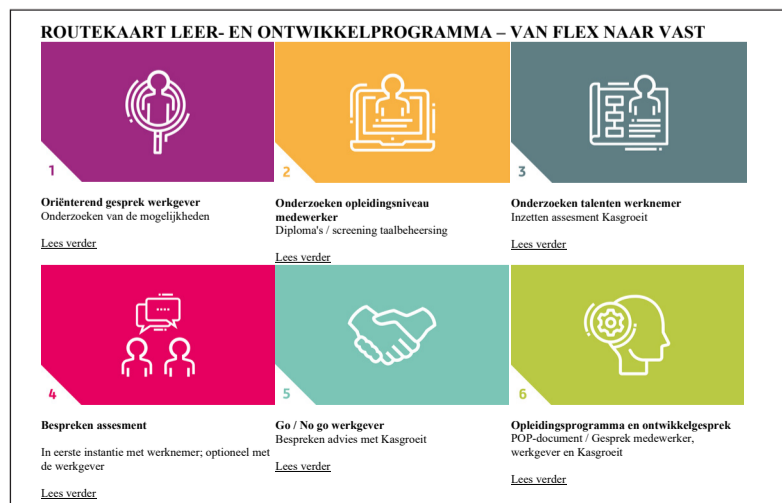 ROUTEKAART LEER- EN ONTWIKKELPROGRAMMA – VAN FLEX NAAR VAST
1
2
3
Oriënterend gesprek werkgever
Onderzoeken van de mogelijkheden
Lees verder
Onderzoeken opleidingsniveau
medewerker
Diploma's / screening taalbeheersing
Lees verder
Onderzoeken talenten werknemer
Inzetten assesment Kasgroeit
Lees verder
4
5
6
Bespreken assesment
In eerste instantie met werknemer; optioneel met
de werkgever
Lees verder
Go / No go werkgever
Bespreken advies met Kasgroeit
Lees verder
Opleidingsprogramma en ontwikkelgesprek
POP-document / Gesprek medewerker,
werkgever en Kasgroeit
Lees verder